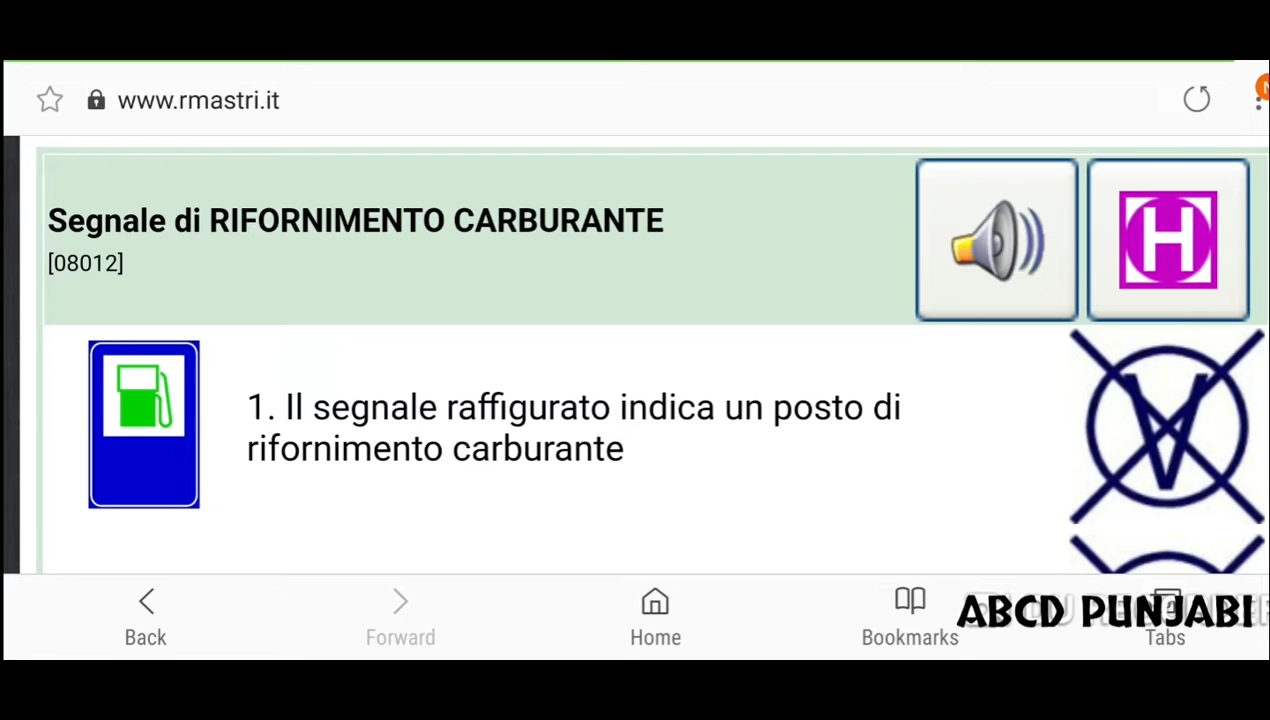 www.rmastri.it
N
Segnale di RIFORNIMENTO CARBURANTE
[08012]
H
1. Il segnale raffigurato indica un posto di
rifornimento carburante
V
Back
Forward
Home
Bookmarks
Tabs
ABCD PUNJABI